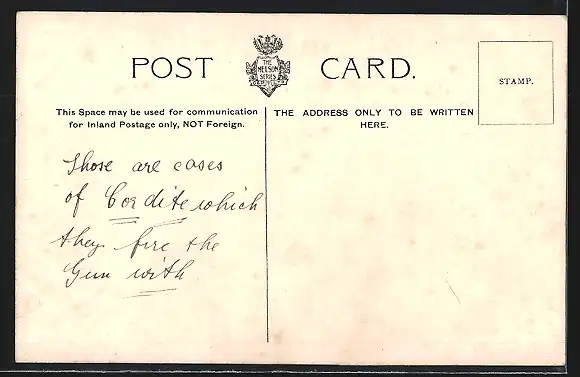 POST CARD.
THE
NELSON
SERIES
STAMP.
This Space may be used for communication
for Inland Postage only, NOT Foreign.
THE ADDRESS ONLY TO BE WRITTEN
HERE.
Those are cases
of Cordite which
they fire the
Gun with